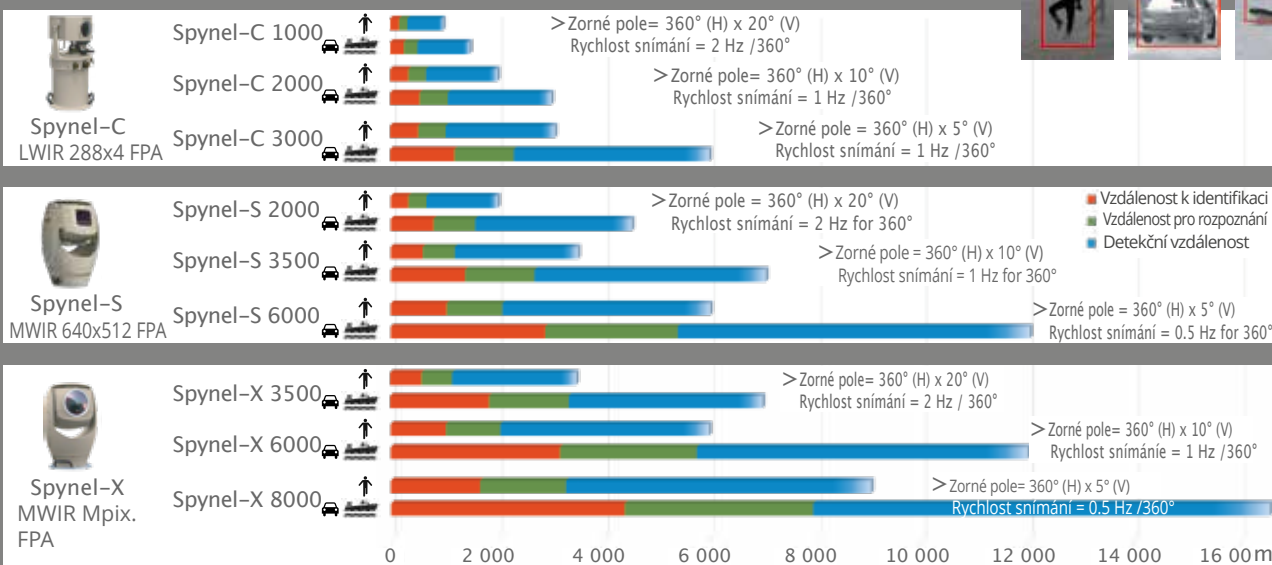 Spynel-C 1000
>Zorné pole= 360° (H) x 20° (V)
Rychlost snímání = 2 Hz /360°
Spynel-C 2000
>Zorné pole= 360° (H) x 10° (V)
Rychlost snímání = 1 Hz /360°
Spynel-C
LWIR 288x4 FPA
Spynel-C 3000
>Zorné pole = 360° (H) x 5° (V)
Rychlost snímání = 1 Hz /360°
Spynel-S 2000
>Zorné pole = 360° (H) x 20° (V)
Rychlost snímání = 2 Hz for 360°
Vzdálenost k identifikaci
Vzdálenost pro rozpoznání
Detekční vzdálenost
Spynel-S 3500
>Zorné pole = 360° (H) x 10° (V)
Rychlost snímání = 1 Hz for 360°
Spynel-S
MWIR 640x512 FPA
Spynel-S 6000
>Zorné pole = 360° (H) x 5° (V)
Rychlost snímání = 0.5 Hz for 360°
Spynel-X 3500
>Zorné pole= 360° (H) x 20° (V)
Rychlost snímání = 2 Hz / 360°
Spynel-X 6000
>Zorné pole= 360° (H) x 10° (V)
Rychlost snímánie = 1 Hz /360°
Spynel-X
MWIR Mpix.
FPA
Spynel-X 8000
>Zorné pole= 360° (H) x 5° (V)
Rychlost snímání = 0.5 Hz /360°
0 2 000 4 000 6 000 8 000 10 000 12 000 14 000 16 00m